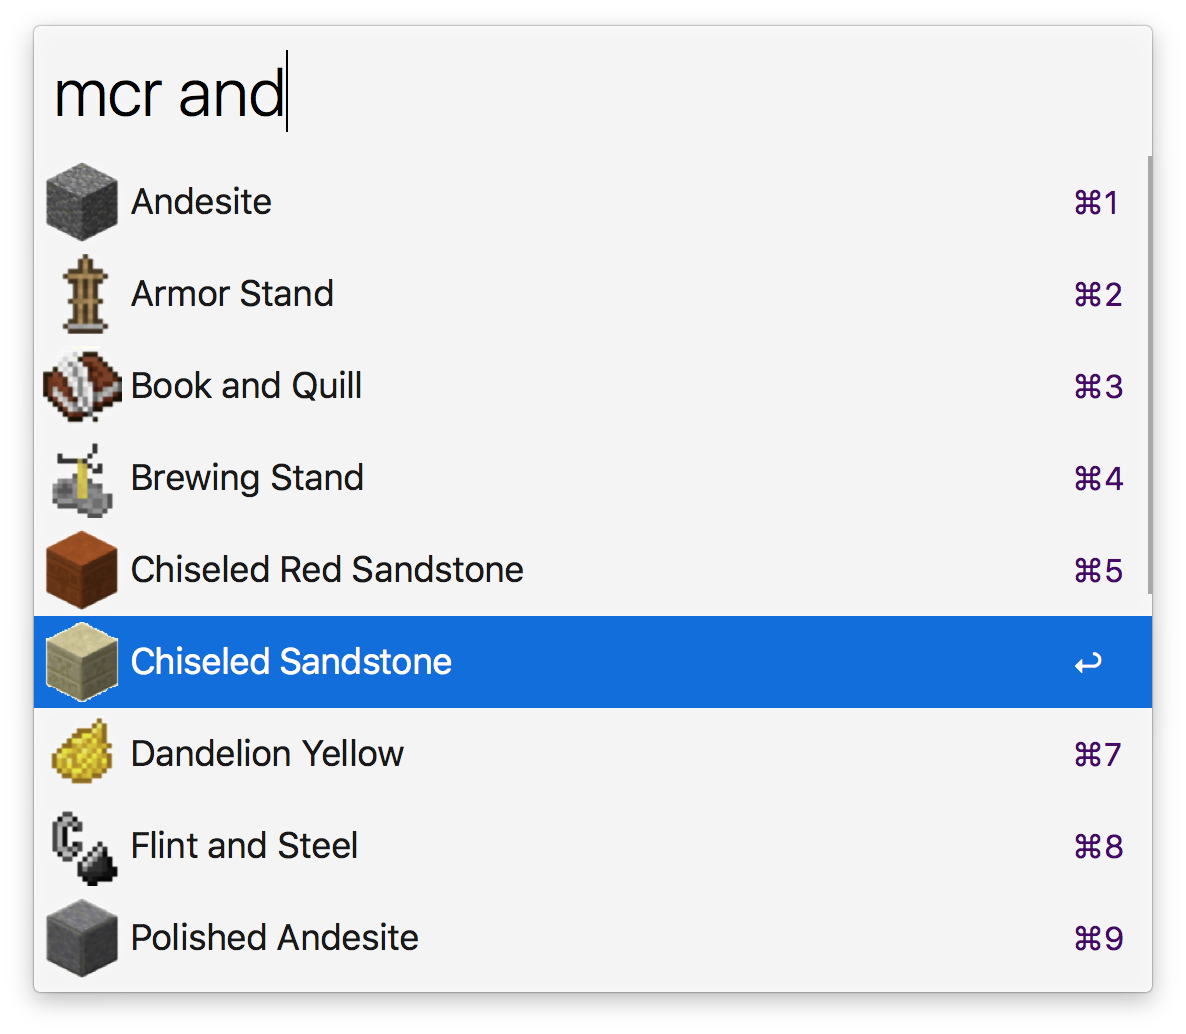 mcr and
Andesite ⌘1
Armor Stand ⌘2
Book and Quill ⌘3
Brewing Stand ⌘4
Chiseled Red Sandstone ⌘5
Chiseled Sandstone ↩
Dandelion Yellow ⌘7
Flint and Steel ⌘8
Polished Andesite ⌘9